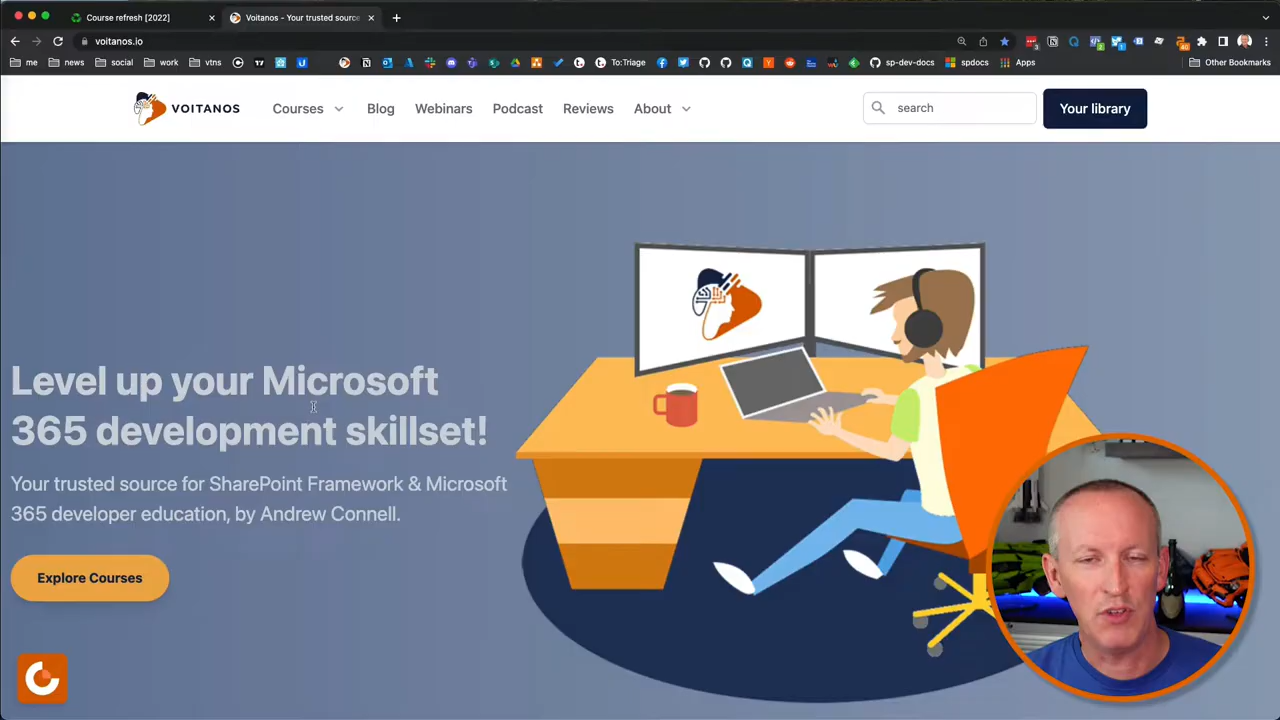 Course refresh [2022]
Voitanos - Your trusted source
voitanos.io
me
news
social
work
vtns
To:Triage
sp-dev-docs
spdocs
Apps
Other Bookmarks
VOITANOS
Courses
Blog
Webinars
Podcast
Reviews
About
search
Your library
Level up your Microsoft
365 development skillset!
Your trusted source for SharePoint Framework & Microsoft
365 developer education, by Andrew Connell.
Explore Courses